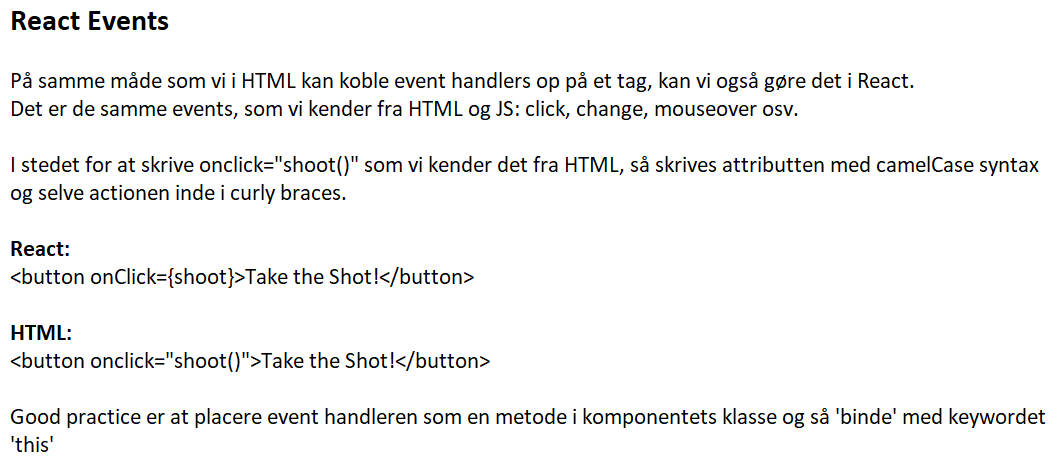 React Events
På samme måde som vi i HTML kan koble event handlers op på et tag, kan vi også gøre det i React.
Det er de samme events, som vi kender fra HTML og JS: click, change, mouseover osv.
I stedet for at skrive onclick="shoot()" som vi kender det fra HTML, så skrives attributten med camelCase syntax
og selve actionen inde i curly braces.
React:
<button onClick={shoot}>Take the Shot!</button>
HTML:
<button onclick="shoot()">Take the Shot!</button>
Good practice er at placere event handleren som en metode i komponentets klasse og så 'binde' med keywordet
'this'